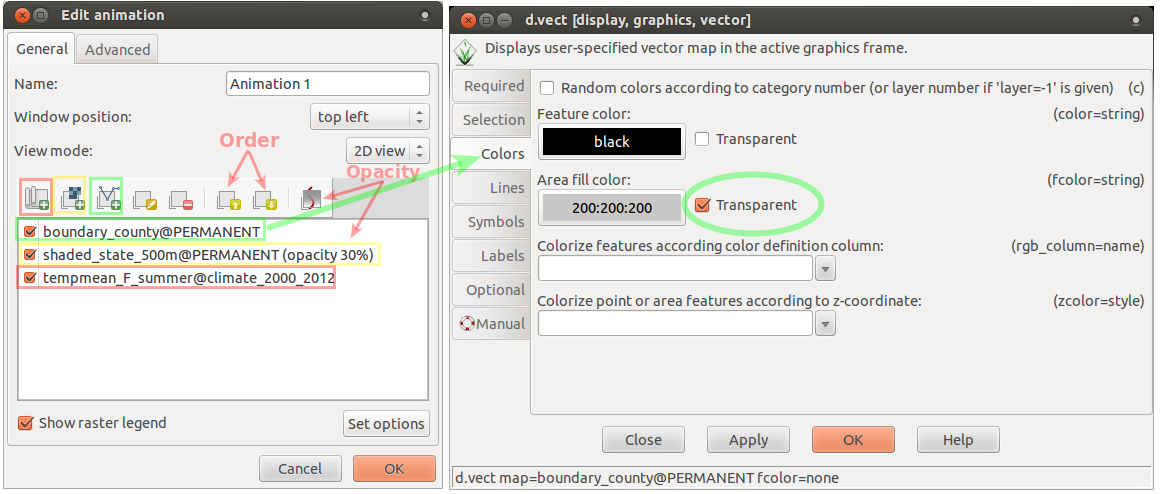 Edit animation
General
Advanced
Name:
Animation 1
Window position:
top left
View mode:
2D view
Order
Opacity
boundary_county@PERMANENT
shaded_state_500m@PERMANENT (opacity 30%)
tempmean_F_summer@climate_2000_2012
Show raster legend
Set options
Cancel
OK
d.vect [display, graphics, vector]
Displays user-specified vector map in the active graphics frame.
Required
Selection
Colors
Lines
Symbols
Labels
Optional
Manual
Random colors according to category number (or layer number if 'layer=-1' is given) (c)
Feature color: (color=string)
black
Transparent
Area fill color: (fcolor=string)
200:200:200
Transparent
Colorize features according color definition column: (rgb_column=name)
Colorize point or area features according to z-coordinate: (zcolor=style)
Close
Apply
OK
Help
d.vect map=boundary_county@PERMANENT fcolor=none